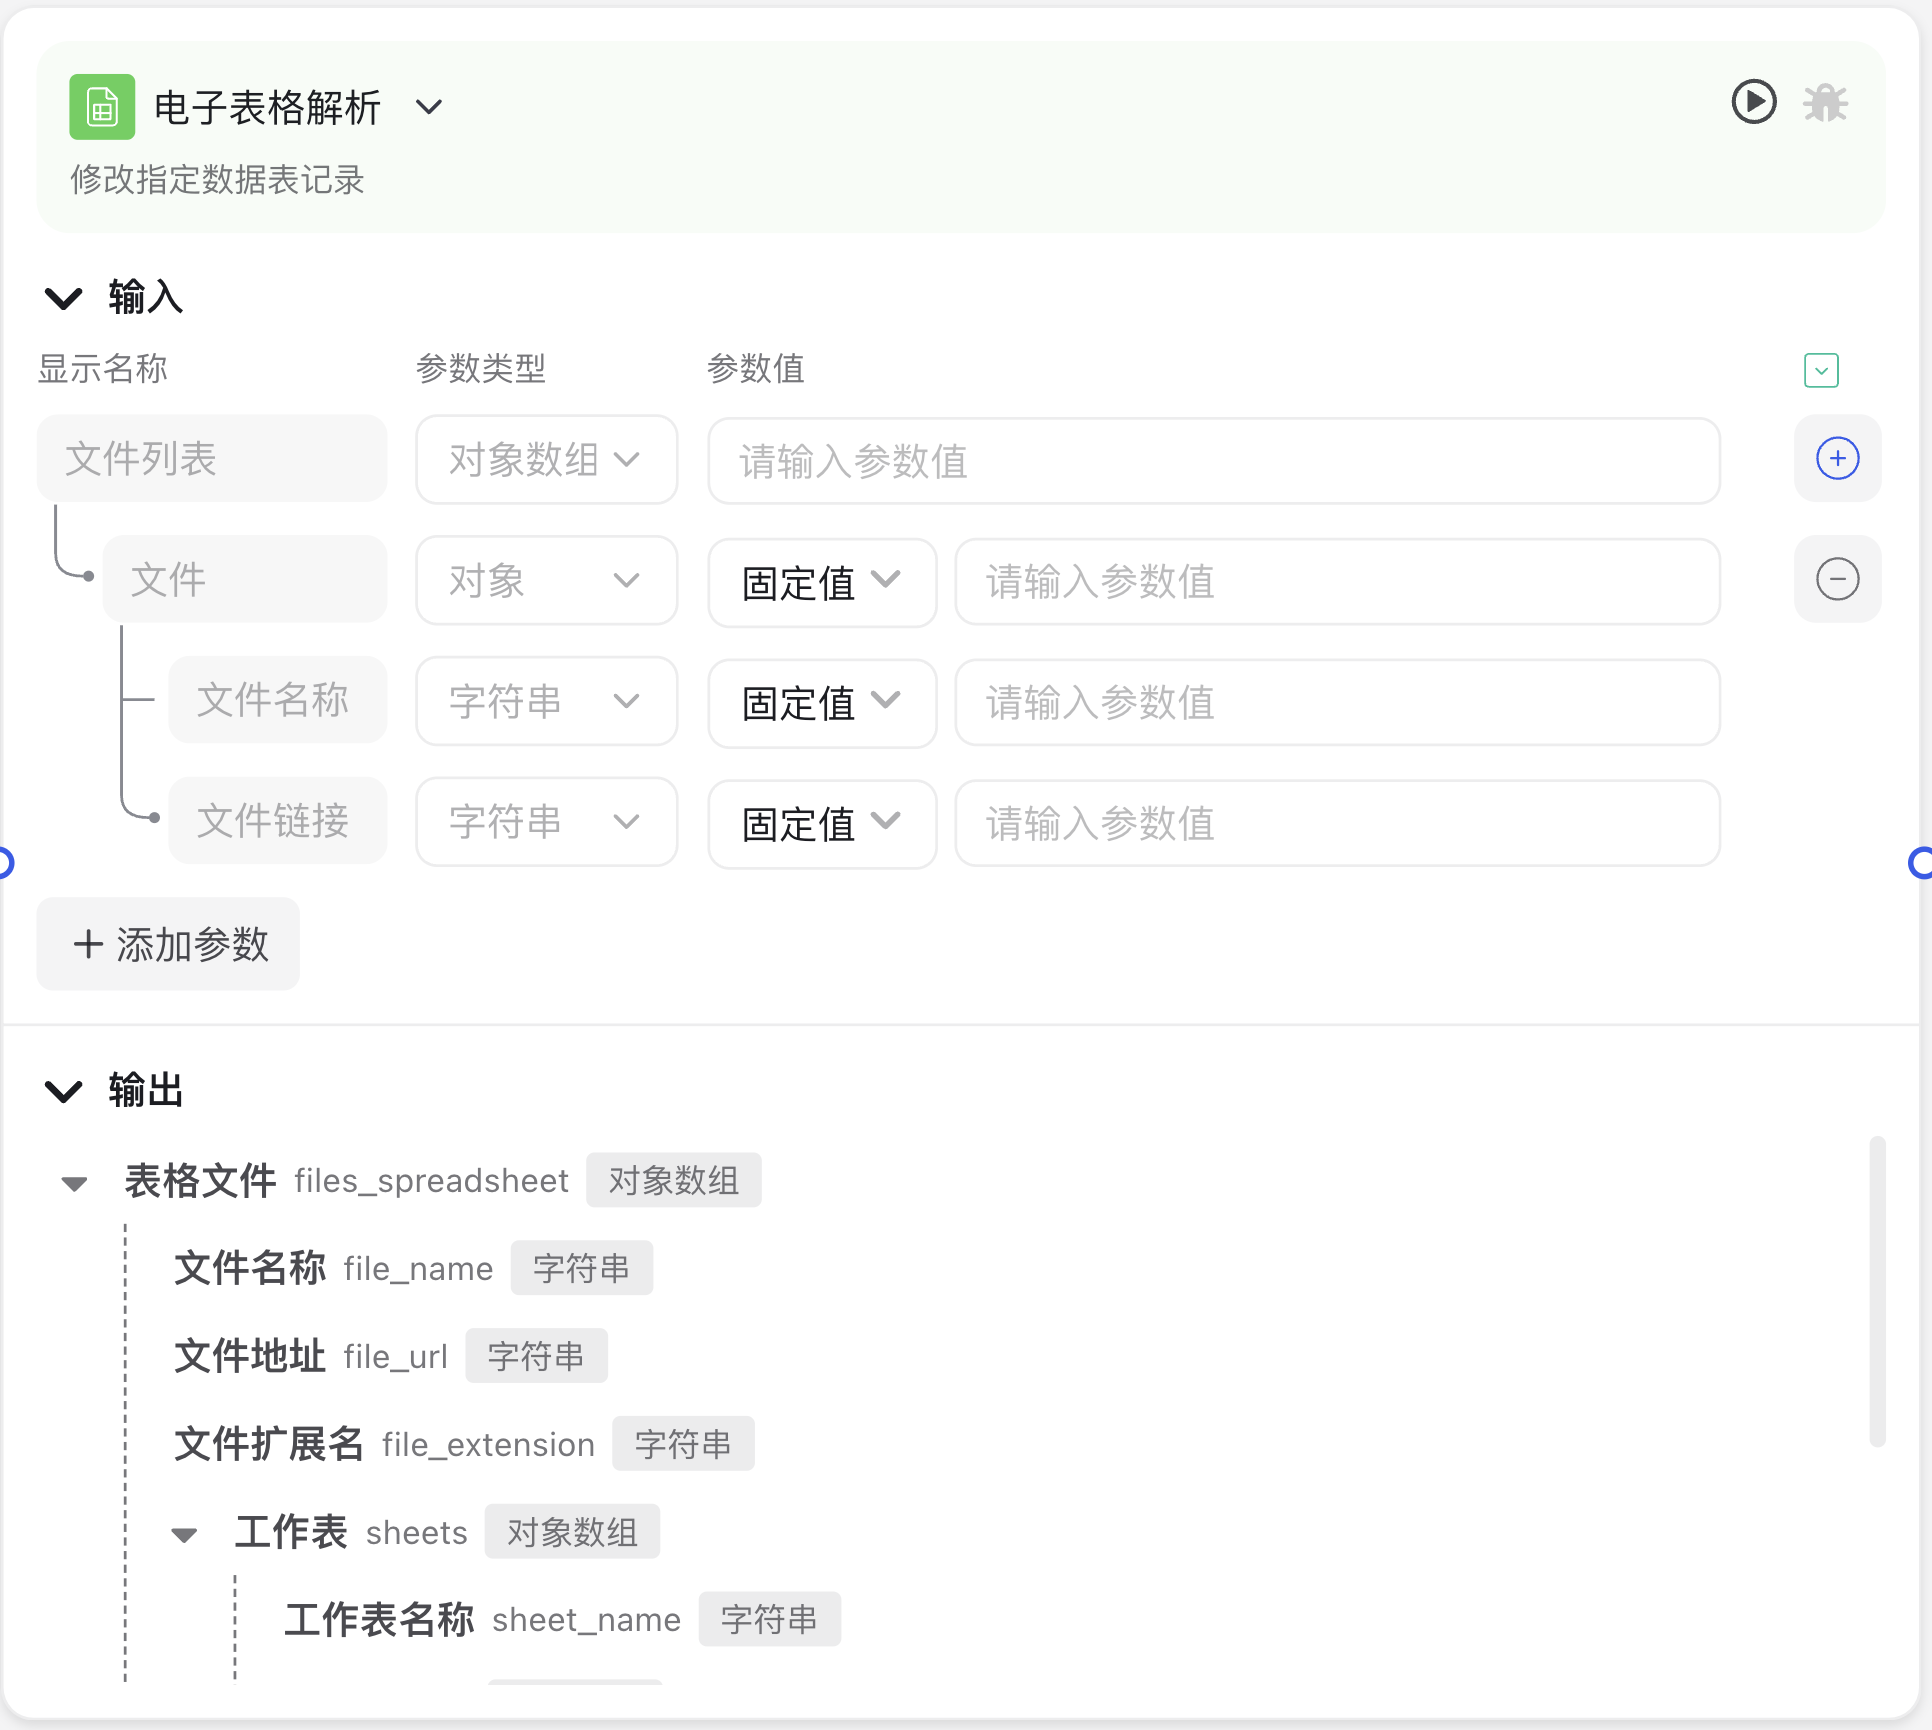 电子表格解析
修改指定数据表记录
输入
显示名称 参数类型 参数值
文件列表 对象数组 请输入参数值
文件 对象 固定值 请输入参数值
文件名称 字符串 固定值 请输入参数值
文件链接 字符串 固定值 请输入参数值
+ 添加参数
输出
表格文件 files_spreadsheet 对象数组
文件名称 file_name 字符串
文件地址 file_url 字符串
文件扩展名 file_extension 字符串
工作表 sheets 对象数组
工作表名称 sheet_name 字符串